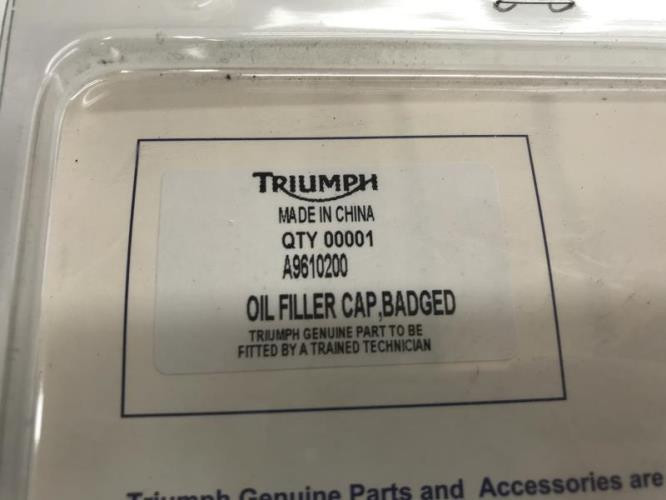 TRIUMPH
MADE IN CHINA
QTY 00001
A9610200
OIL FILLER CAP,BADGED
TRIUMPH GENUINE PART TO BE
FITTED BY A TRAINED TECHNICIAN
Triumph Genuine Parts and Accessories are